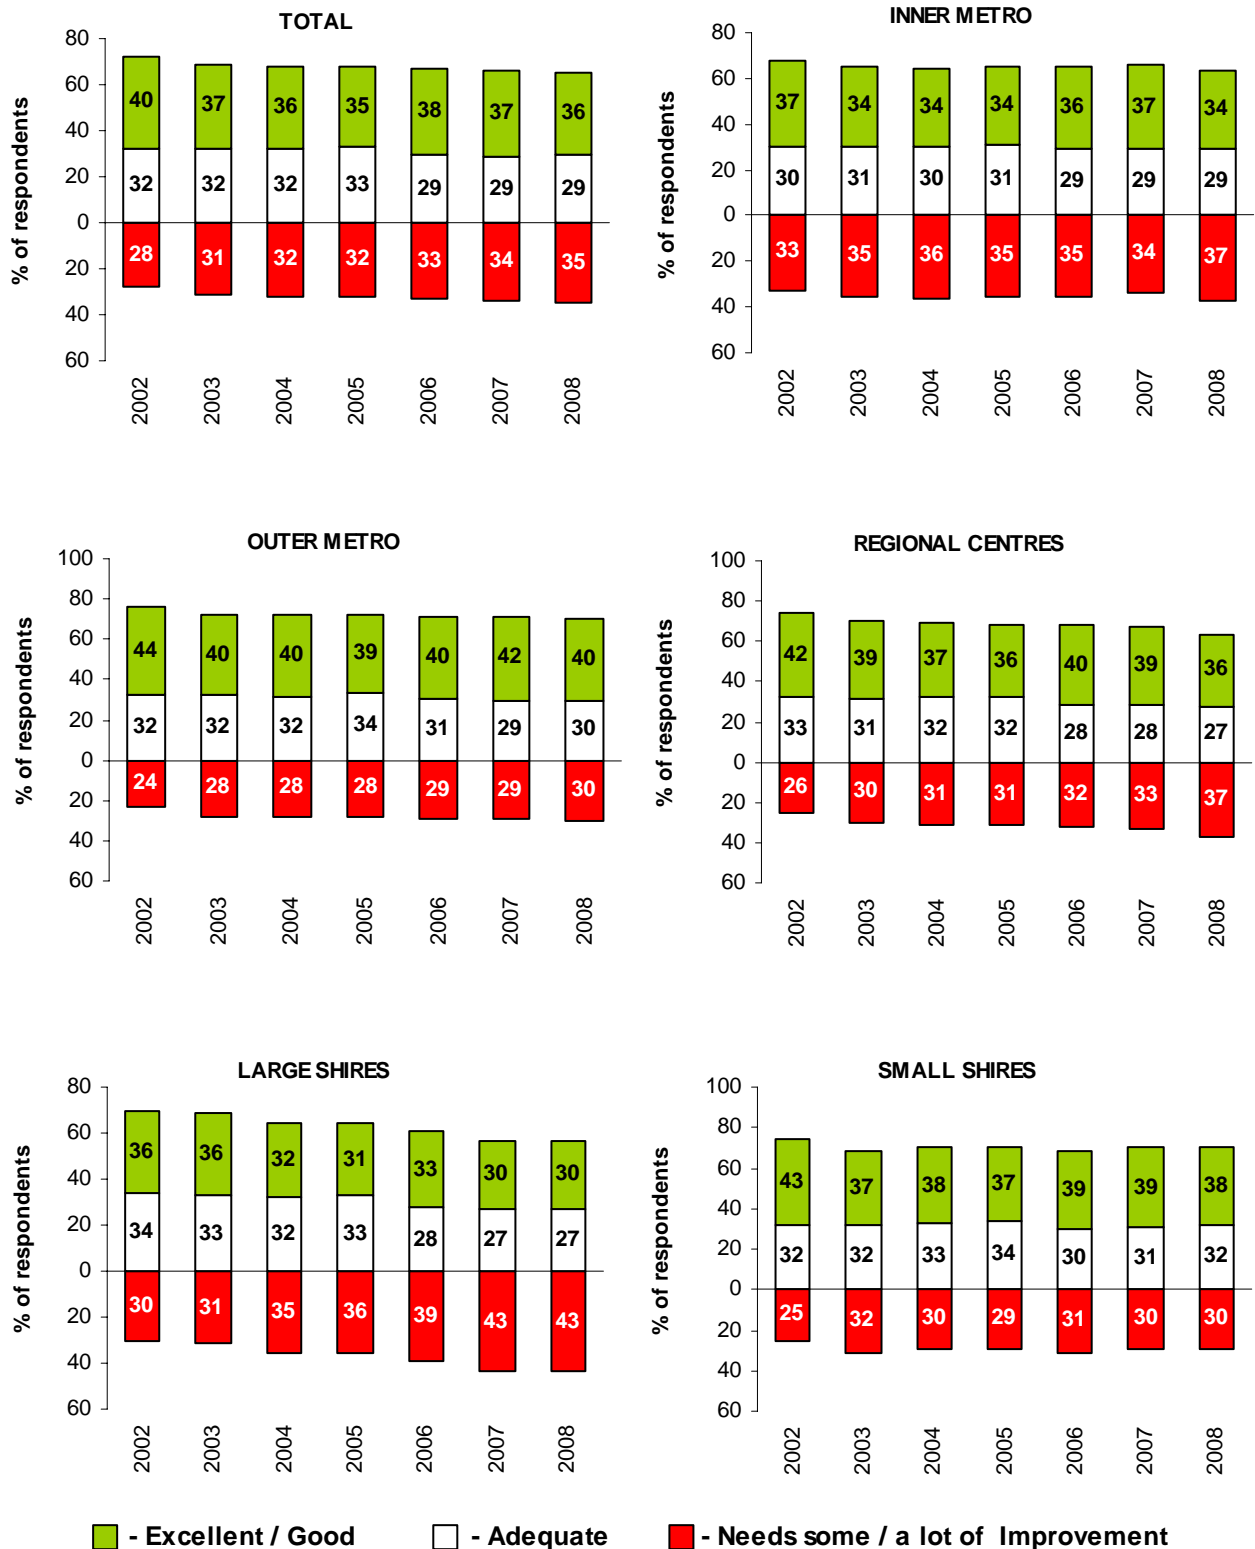 TOTAL
% of respondents
80
60
40
20
0
20
40
60
40 37 36 35 38 37 36
32 32 32 33 29 29 29
28 31 32 32 33 34 35
2002 2003 2004 2005 2006 2007 2008
INNER METRO
% of respondents
80
60
40
20
0
20
40
60
37 34 34 34 36 37 34
30 31 30 31 29 29 29
33 35 36 35 35 34 37
2002 2003 2004 2005 2006 2007 2008
OUTER METRO
% of respondents
100
80
60
40
20
0
20
40
60
44 40 40 39 40 42 40
32 32 32 34 31 29 30
24 28 28 28 29 29 30
2002 2003 2004 2005 2006 2007 2008
REGIONAL CENTRES
% of respondents
100
80
60
40
20
0
20
40
60
42 39 37 36 40 39 36
33 31 32 32 28 28 27
26 30 31 31 32 33 37
2002 2003 2004 2005 2006 2007 2008
LARGE SHIRES
% of respondents
80
60
40
20
0
20
40
60
36 36 32 31 33 30 30
34 33 32 33 28 27 27
30 31 35 36 39 43 43
2002 2003 2004 2005 2006 2007 2008
SMALL SHIRES
% of respondents
100
80
60
40
20
0
20
40
60
43 37 38 37 39 39 38
32 32 33 34 30 31 32
25 32 30 29 31 30 30
2002 2003 2004 2005 2006 2007 2008
- Excellent / Good - Adequate - Needs some / a lot of Improvement